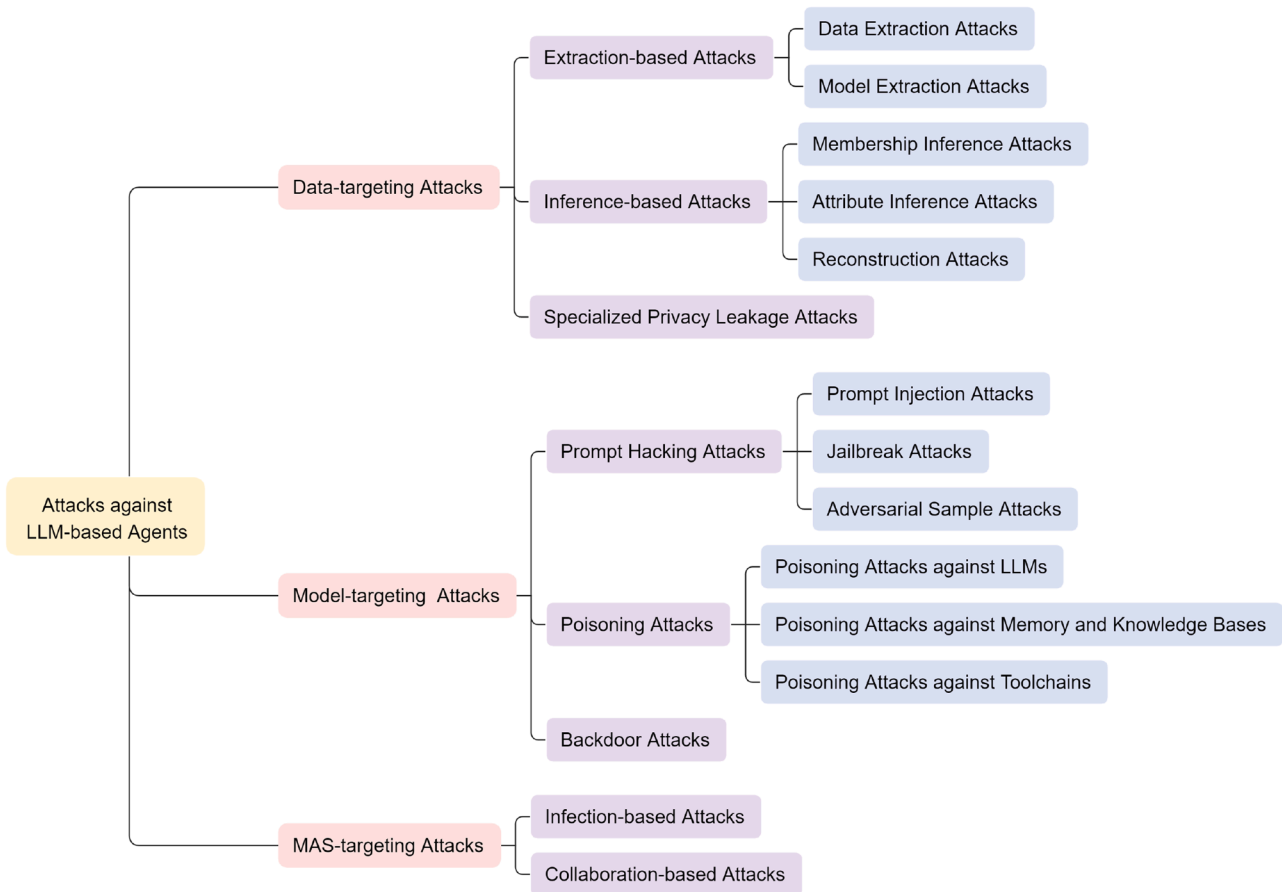 Attacks against
LLM-based Agents
Data-targeting Attacks
Extraction-based Attacks
Data Extraction Attacks
Model Extraction Attacks
Inference-based Attacks
Membership Inference Attacks
Attribute Inference Attacks
Reconstruction Attacks
Specialized Privacy Leakage Attacks
Model-targeting Attacks
Prompt Hacking Attacks
Prompt Injection Attacks
Jailbreak Attacks
Adversarial Sample Attacks
Poisoning Attacks
Poisoning Attacks against LLMs
Poisoning Attacks against Memory and Knowledge Bases
Poisoning Attacks against Toolchains
Backdoor Attacks
MAS-targeting Attacks
Infection-based Attacks
Collaboration-based Attacks